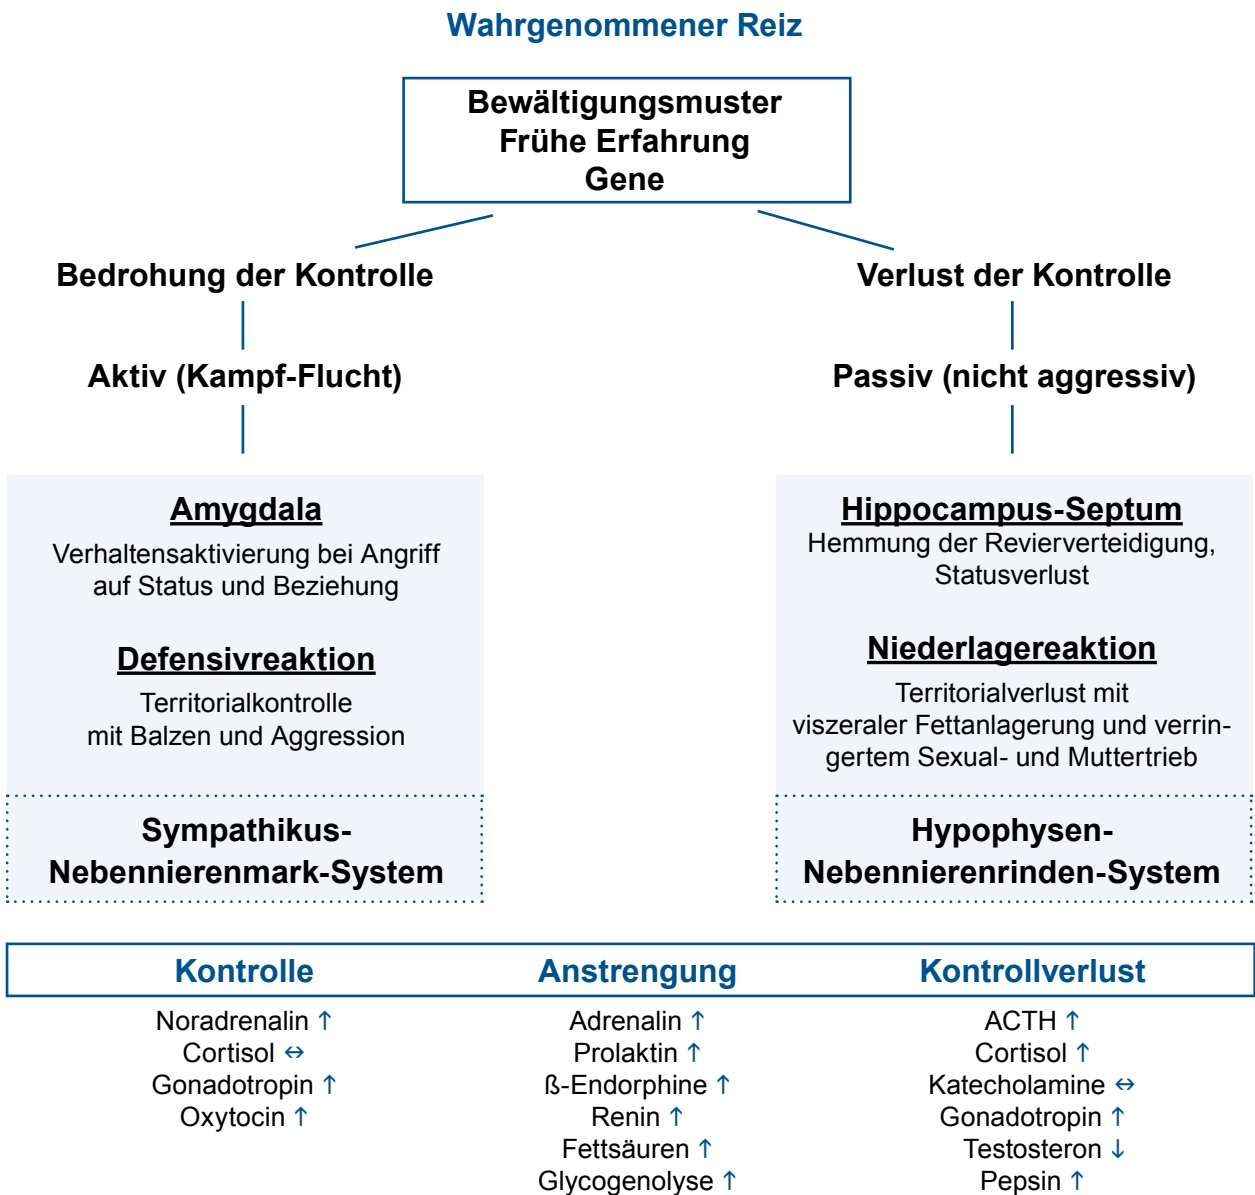 Wahrgenommener Reiz
Bewältigungsmuster
Frühe Erfahrung
Gene
Bedrohung der Kontrolle
Aktiv (Kampf-Flucht)
Amygdala
Verhaltensaktivierung bei Angriff
auf Status und Beziehung
Defensivreaktion
Territorialkontrolle
mit Balzen und Aggression
Sympathikus-
Nebennierenmark-System
Verlust der Kontrolle
Passiv (nicht aggressiv)
Hippocampus-Septum
Hemmung der Revierverteidigung,
Statusverlust
Niederlagereaktion
Territorialverlust mit
viszeraler Fettanlagerung und verrin-
gertem Sexual- und Muttertrieb
Hypophysen-
Nebennierenrinden-System
Kontrolle
Noradrenalin ↑
Cortisol ↔
Gonadotropin ↑
Oxytocin ↑
Anstrengung
Adrenalin ↑
Prolaktin ↑
ß-Endorphine ↑
Renin ↑
Fettsäuren ↑
Glycogenolyse ↑
Kontrollverlust
ACTH ↑
Cortisol ↑
Katecholamine ↔
Gonadotropin ↑
Testosteron ↓
Pepsin ↑